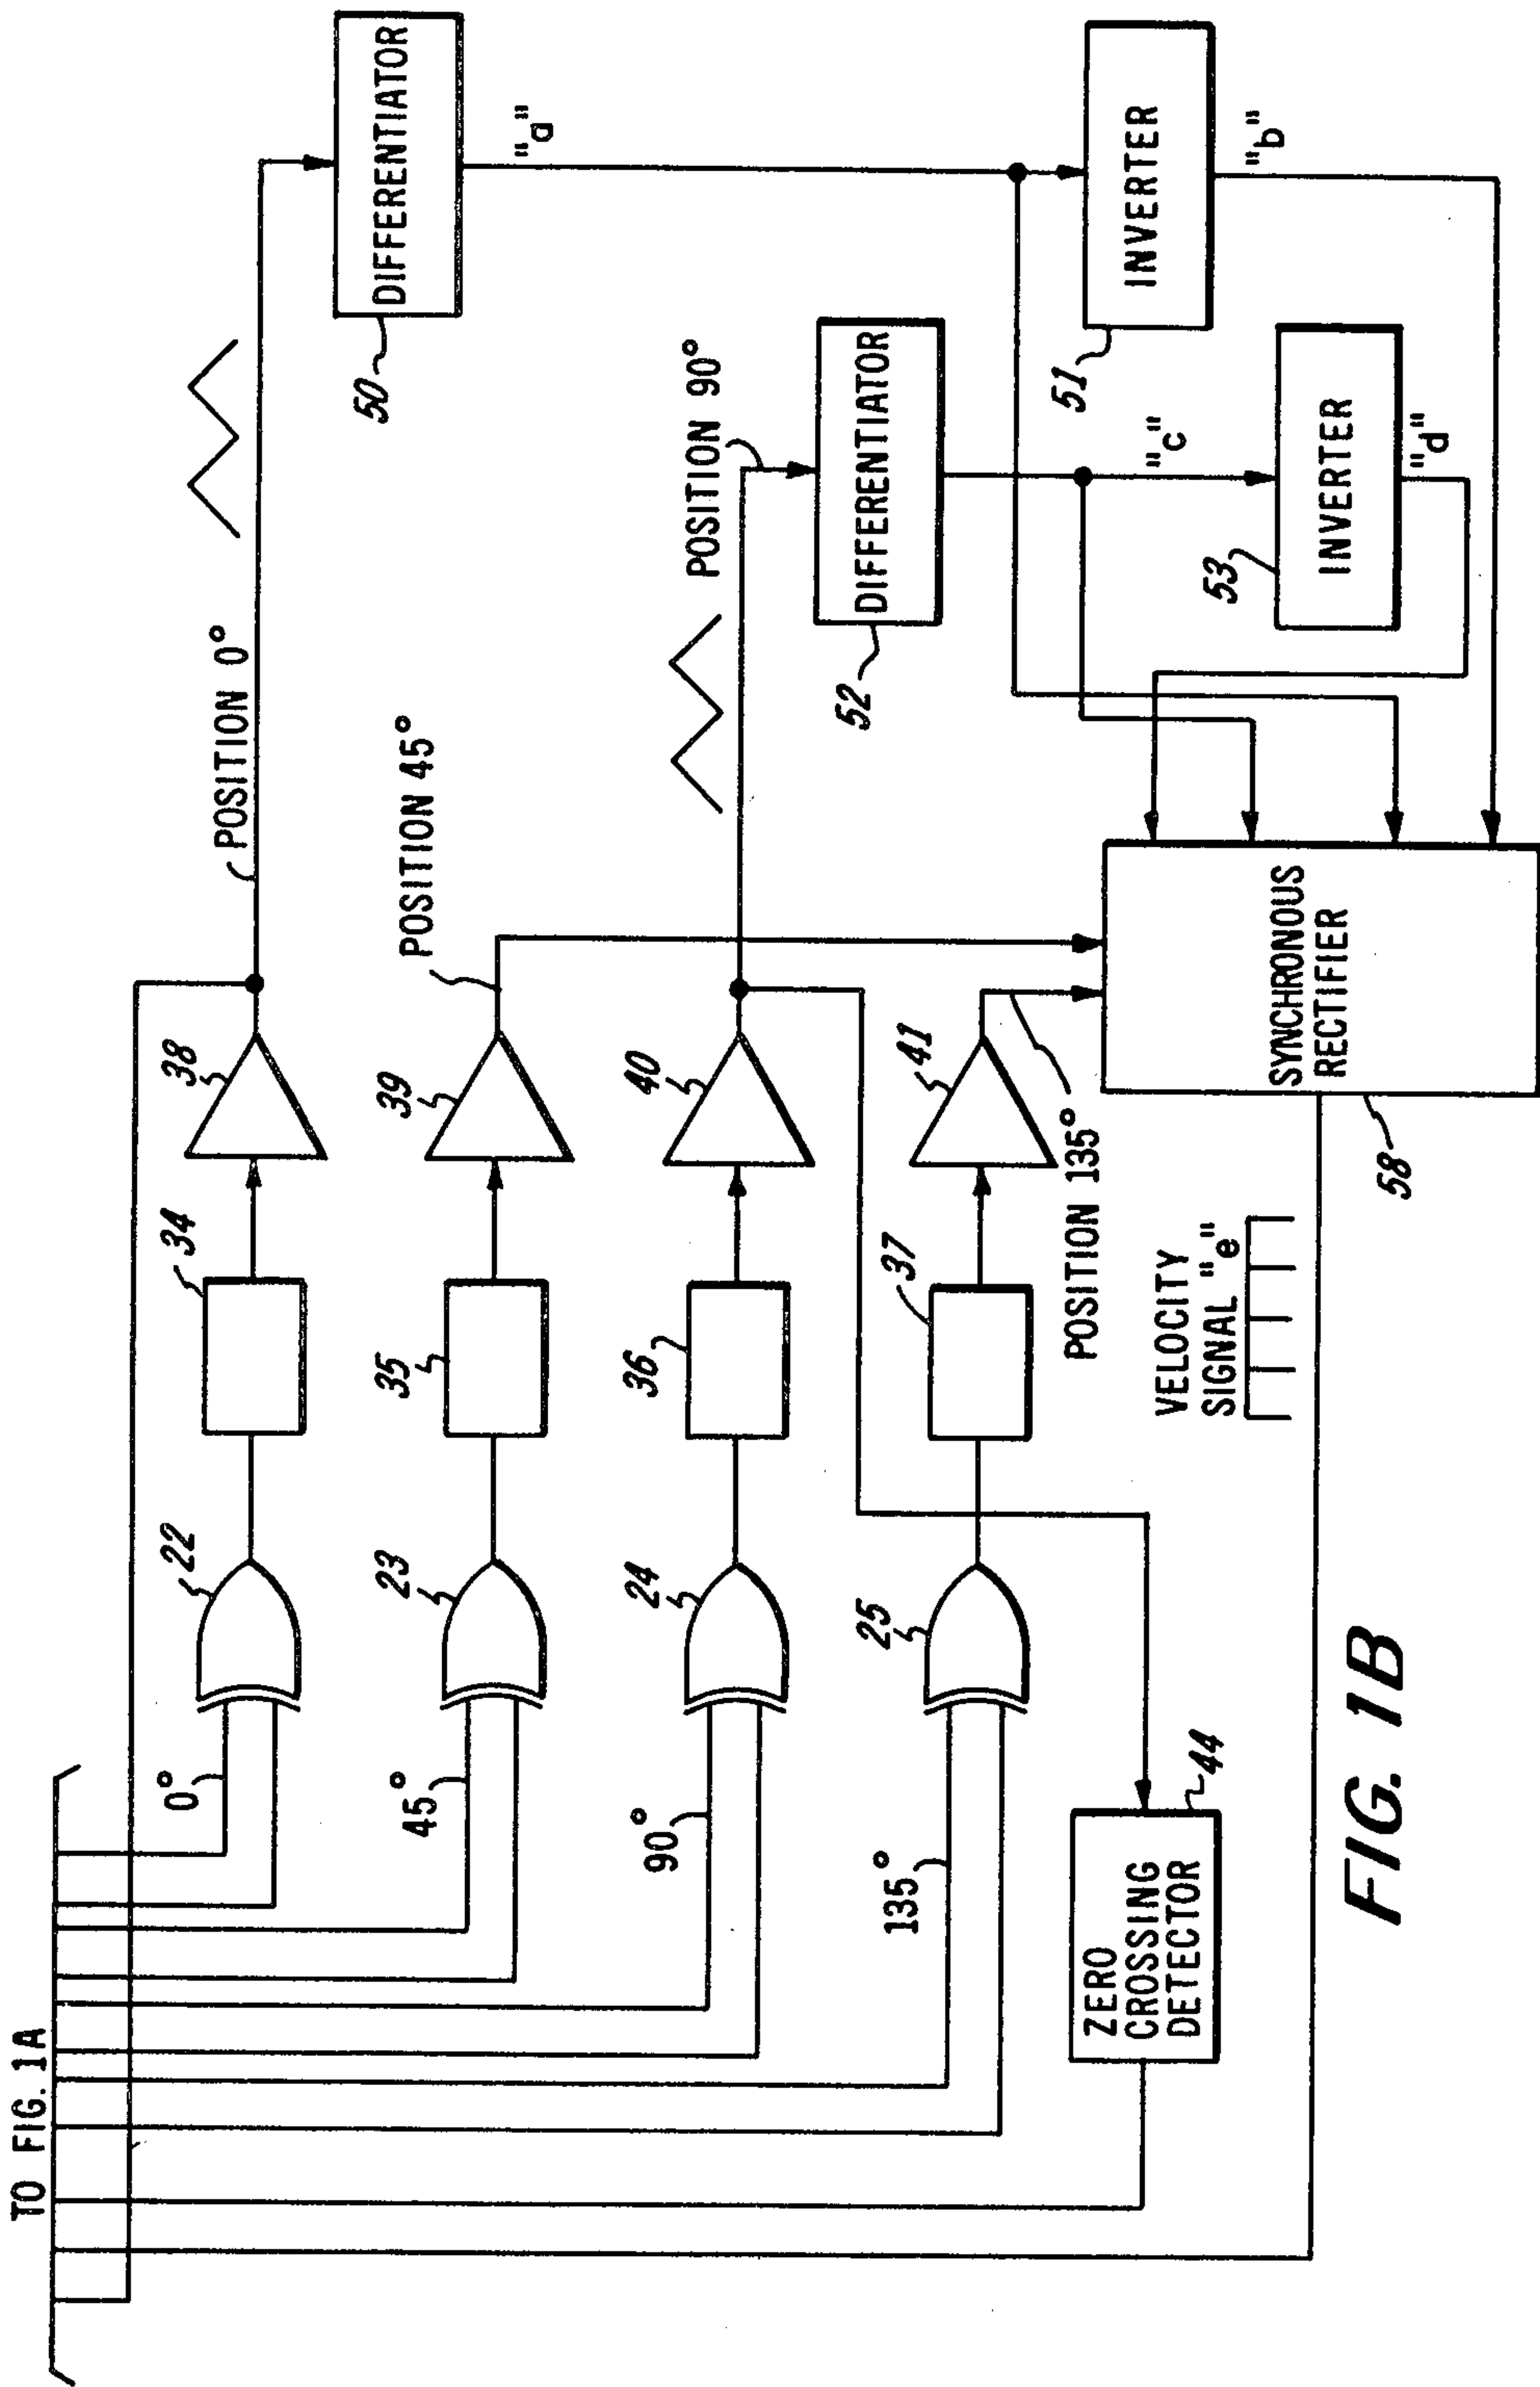 TO FIG. 1A
0°
22
34
38
POSITION 0°
50
DIFFERENTIATOR
"a"
45°
23
35
39
POSITION 45°
90°
24
36
40
POSITION 90°
52
DIFFERENTIATOR
"c"
51
INVERTER
"b"
135°
25
37
41
POSITION 135°
53
INVERTER
"d"
ZERO
CROSSING
DETECTOR
44
VELOCITY
SIGNAL "e"
58
SYNCHRONOUS
RECTIFIER
FIG. 1B